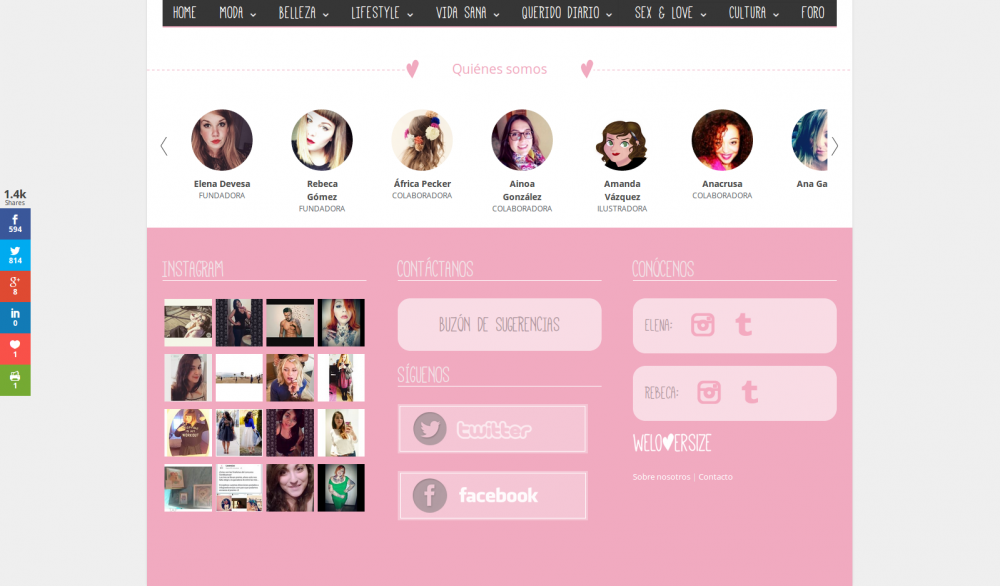 HOME MODA BELLEZA LIFESTYLE VIDA SANA QUERIDO DIARIO SEX & LOVE CULTURA FORO
Quiénes somos
Elena Devesa
FUNDADORA
Rebeca
Gómez
FUNDADORA
África Pecker
COLABORADORA
Ainoa
González
COLABORADORA
Amanda
Vázquez
ILUSTRADORA
Anacrusa
COLABORADORA
Ana Ga
1.4k
Shares
594
814
8
0
1
1
INSTAGRAM
CONTÁCTANOS
BUZÓN DE SUGERENCIAS
SÍGUENOS
twitter
facebook
CONÓCENOS
ELENA:
REBECA:
WELOVERSIZE
Sobre nosotros | Contacto